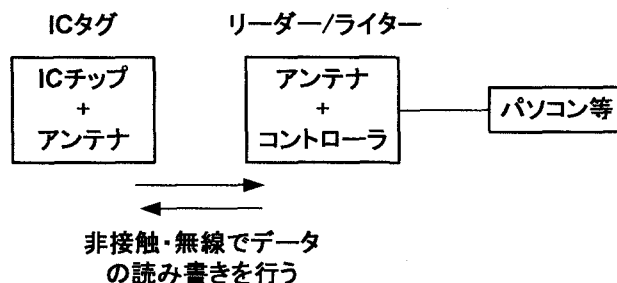 ICタグ
リーダー/ライター
ICチップ
+
アンテナ
アンテナ
+
コントローラ
パソコン等
非接触・無線でデータ
の読み書きを行う